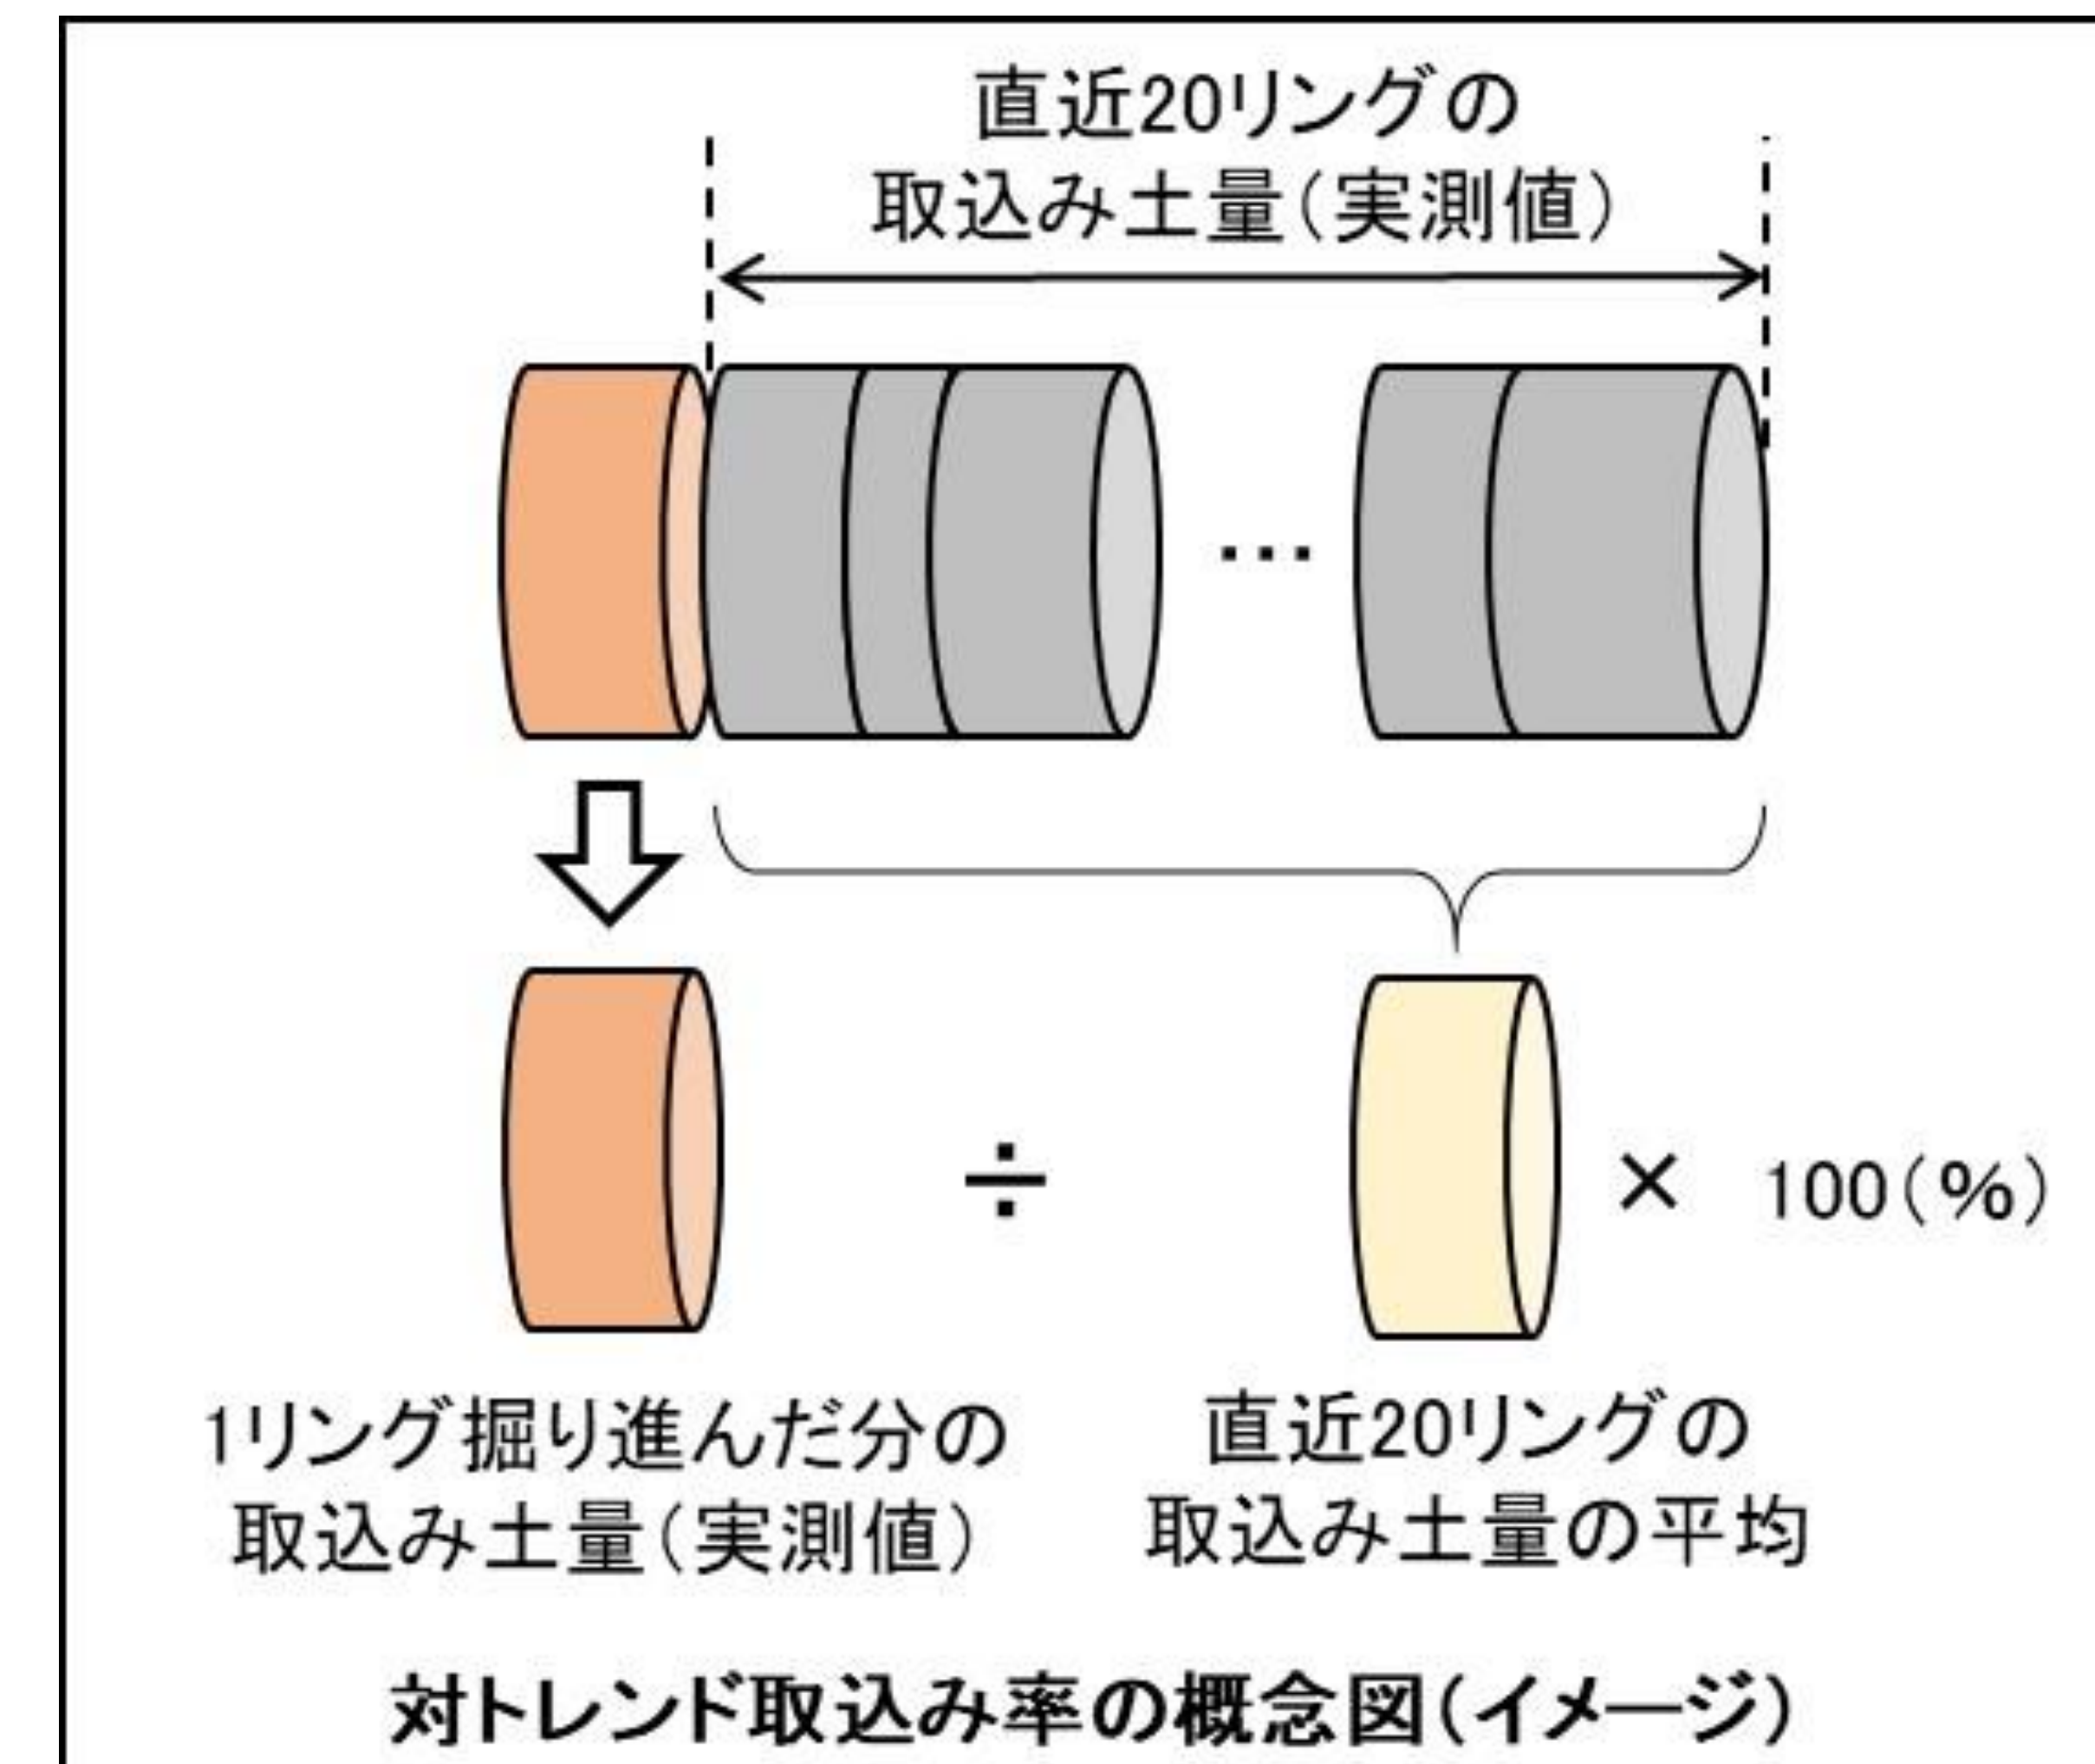 直近20リングの
取込み土量(実測値)
…
÷
× 100(%)
1リング掘り進んだ分の
取込み土量(実測値)
直近20リングの
取込み土量の平均
対トレンド取込み率の概念図(イメージ)